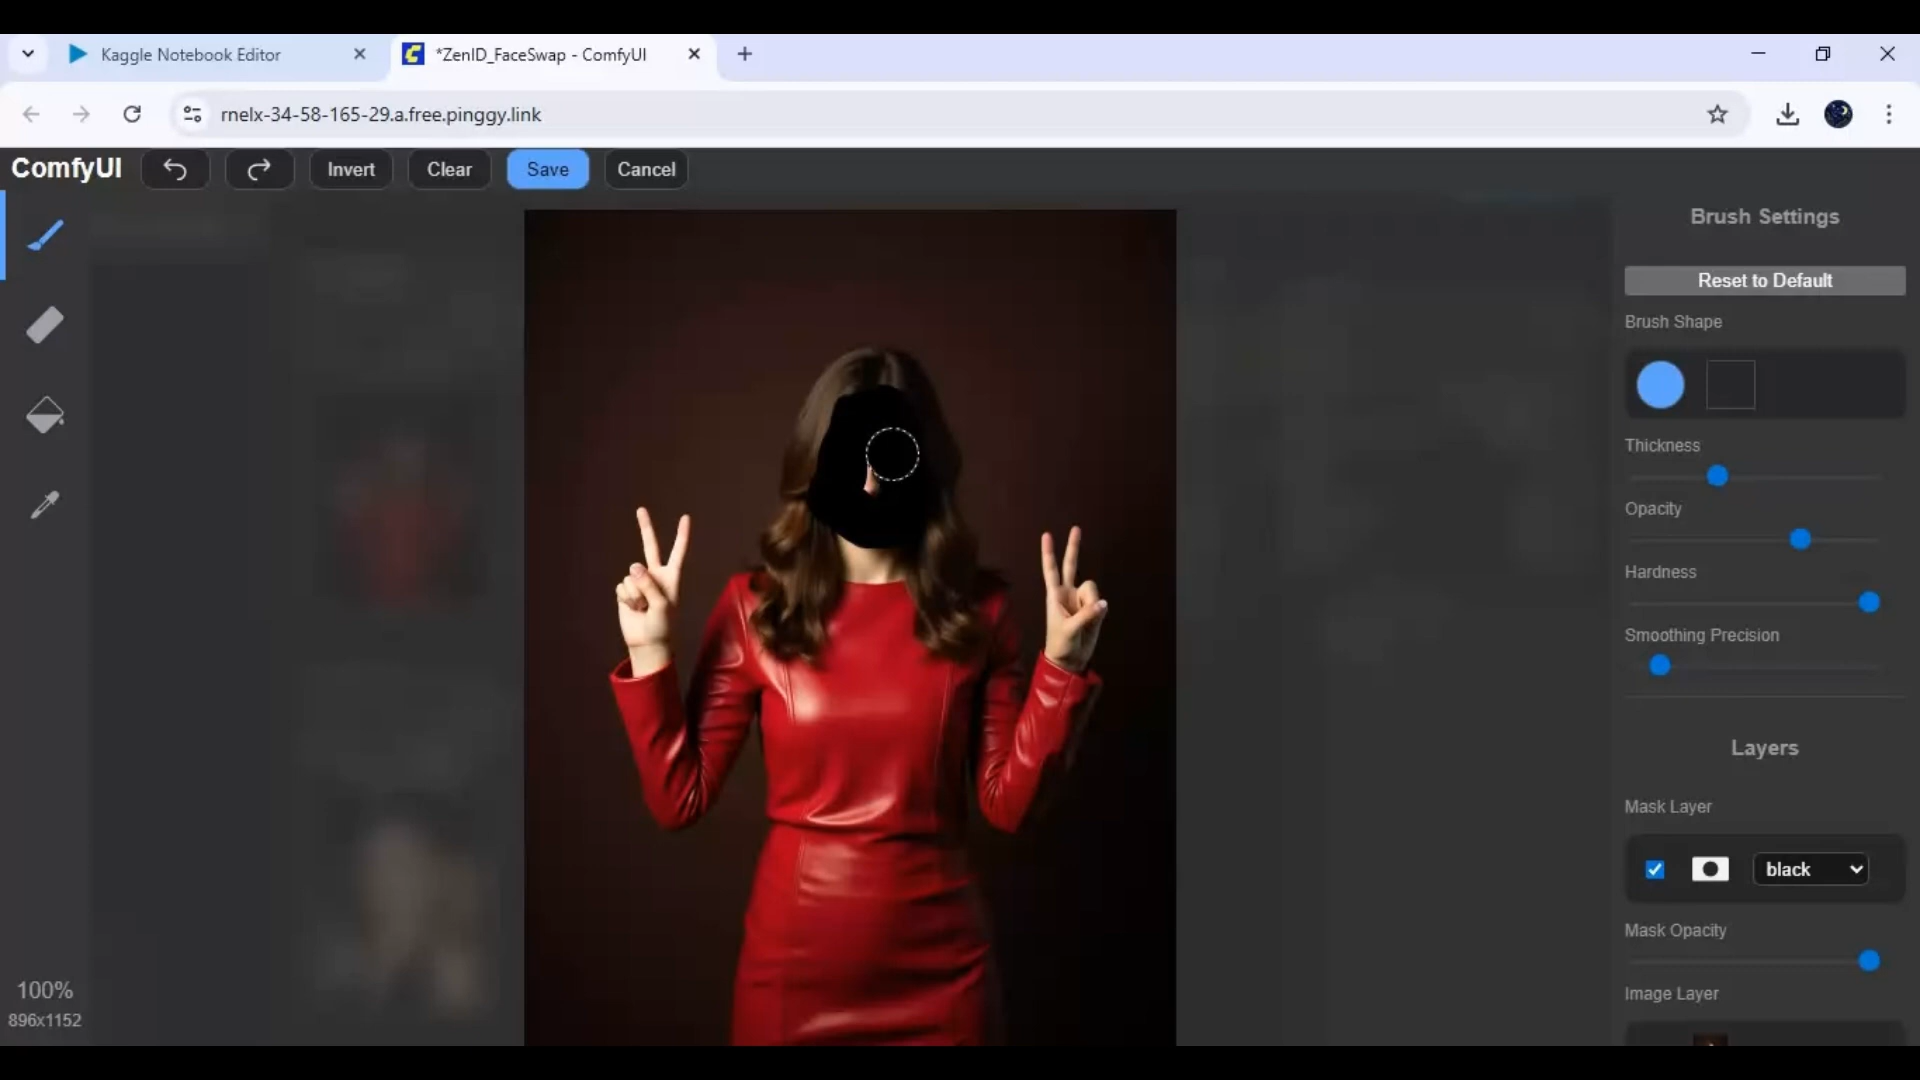 Kaggle Notebook Editor
*ZenID_FaceSwap - ComfyUI
rnelx-34-58-165-29.a.free.pinggy.link
ComfyUI
Invert
Clear
Save
Cancel
Brush Settings
Reset to Default
Brush Shape
Thickness
Opacity
Hardness
Smoothing Precision
Layers
Mask Layer
black
Mask Opacity
Image Layer
100%
896x1152